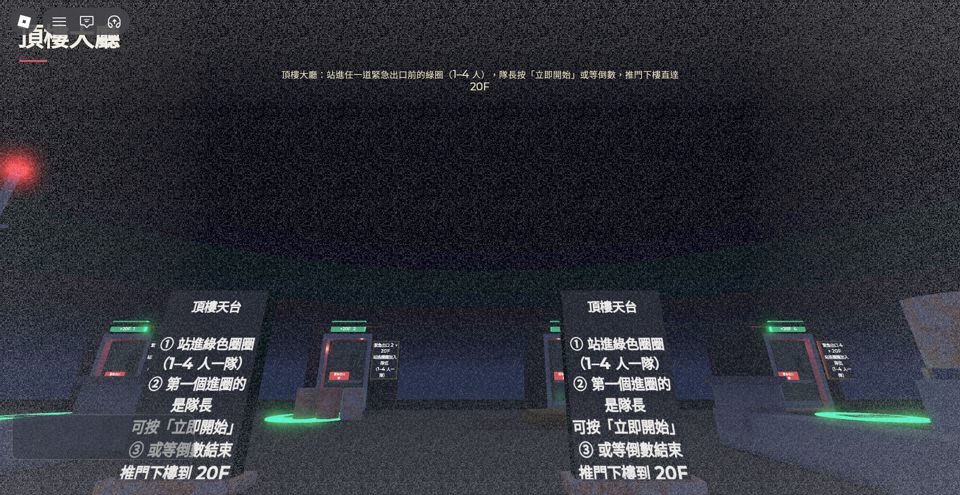 頂樓大廳
頂樓大廳：站進任一道緊急出口前的綠圈（1–4 人），隊長按「立即開始」或等倒數，推門下樓直達
20F
頂樓天台
① 站進綠色圈圈
（1–4 人一隊）
② 第一個進圈的
是隊長
可按「立即開始」
③ 或等倒數結束
推門下樓到 20F
頂樓天台
① 站進綠色圈圈
（1–4 人一隊）
② 第一個進圈的
是隊長
可按「立即開始」
③ 或等倒數結束
推門下樓到 20F